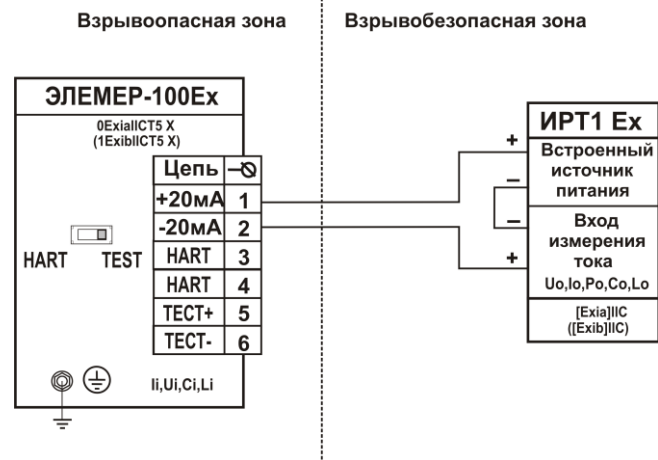 Взрывоопасная зона
Взрывобезопасная зона
ЭЛЕМЕР-100Ex
0ExiaIICT5 X
(1ExibIICT5 X)
Цепь
+20мА 1
-20мА 2
HART 3
HART 4
ТЕСТ+ 5
ТЕСТ- 6
HART TEST
Ii,Ui,Ci,Li
ИРТ1 Ex
+
Встроенный
источник
питания
–
–
Вход
измерения
тока
+
Uo,Io,Po,Co,Lo
[Exia]IIC
([Exib]IIC)